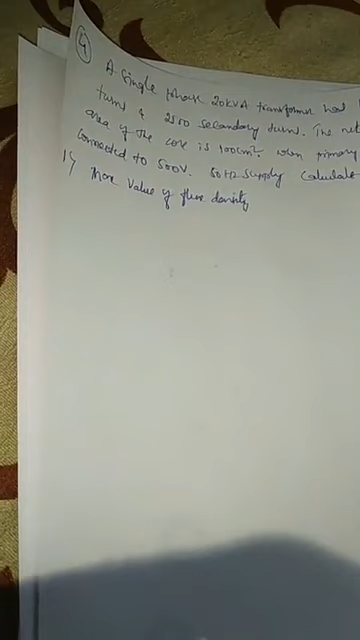 4
A single phase 20KVA transformer had
turns & 2500 secondary turns. The net
area of the core is 100cm². when primary
connected to 500V. 50HZ supply Calculate
1) Max Value of flux density